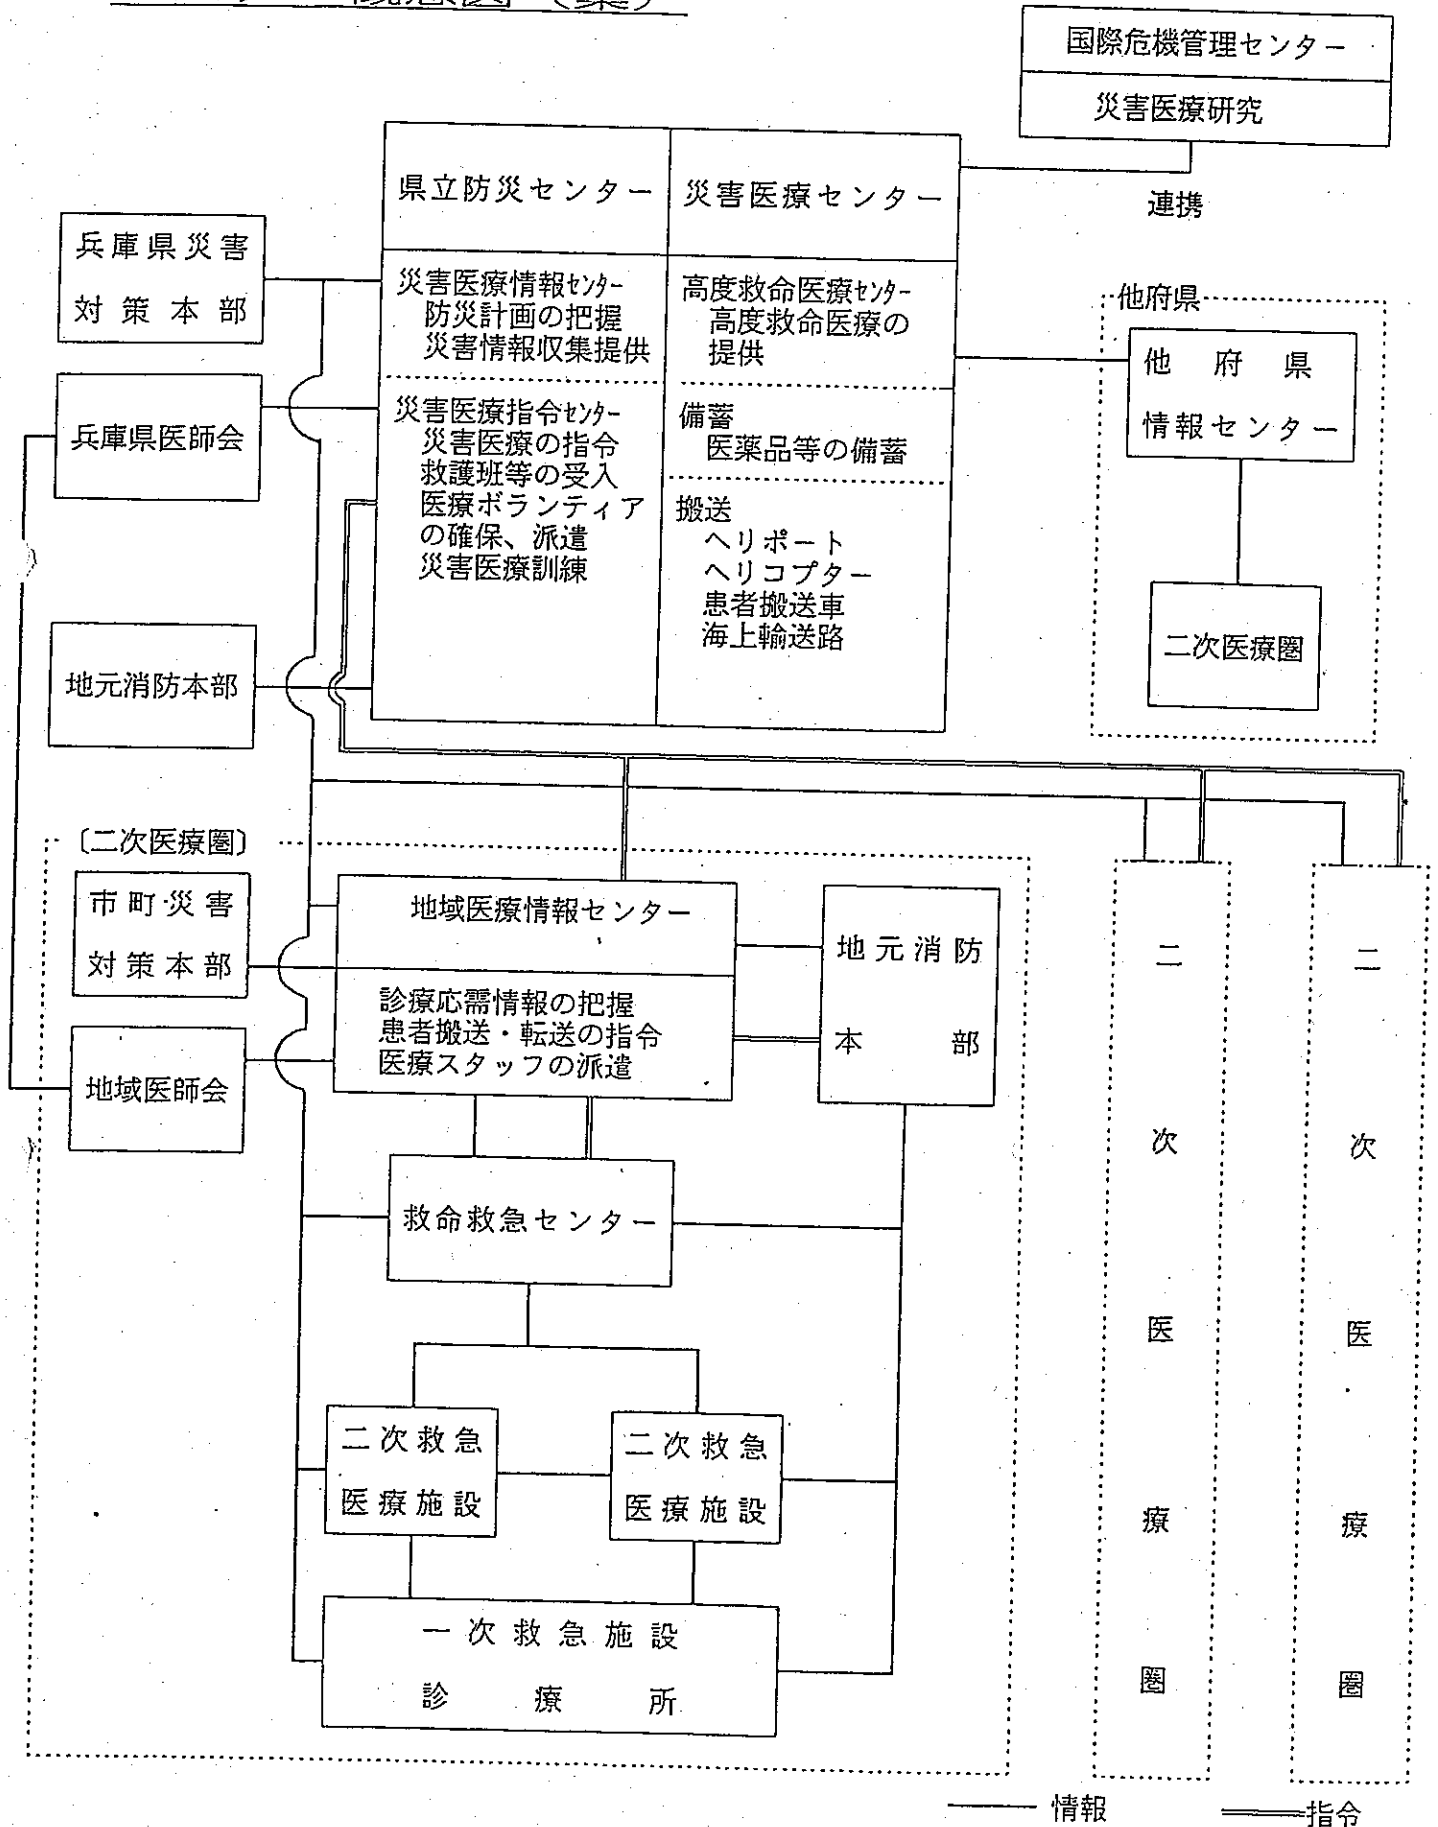 概念図（案）
国際危機管理センター
災害医療研究
連携
県立防災センター
災害医療情報ｾﾝﾀｰ
防災計画の把握
災害情報収集提供
災害医療指令ｾﾝﾀｰ
災害医療の指令
救護班等の受入
医療ボランティア
の確保、派遣
災害医療訓練
災害医療センター
高度救命医療ｾﾝﾀｰ
高度救命医療の
提供
備蓄
医薬品等の備蓄
搬送
ヘリポート
ヘリコプター
患者搬送車
海上輸送路
兵庫県災害
対策本部
兵庫県医師会
地元消防本部
他府県
他府県
情報センター
二次医療圏
〔二次医療圏〕
市町災害
対策本部
地域医師会
地域医療情報センター
診療応需情報の把握
患者搬送・転送の指令
医療スタッフの派遣
地元消防
本部
救命救急センター
二次救急
医療施設
二次救急
医療施設
一次救急施設
診療所
二次医療圏
二次医療圏
情報
指令